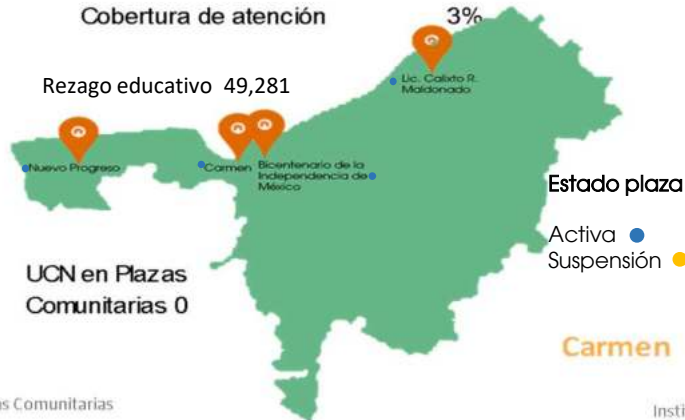 Cobertura de atención 3%
Rezago educativo 49,281
Lic. Calixto R.
Maldonado
Nuevo Progreso
Carmen
Bicentenario de la
Independencia de
México
Estado plaza
Activa
Suspensión
UCN en Plazas
Comunitarias 0
Carmen
Comunitarias